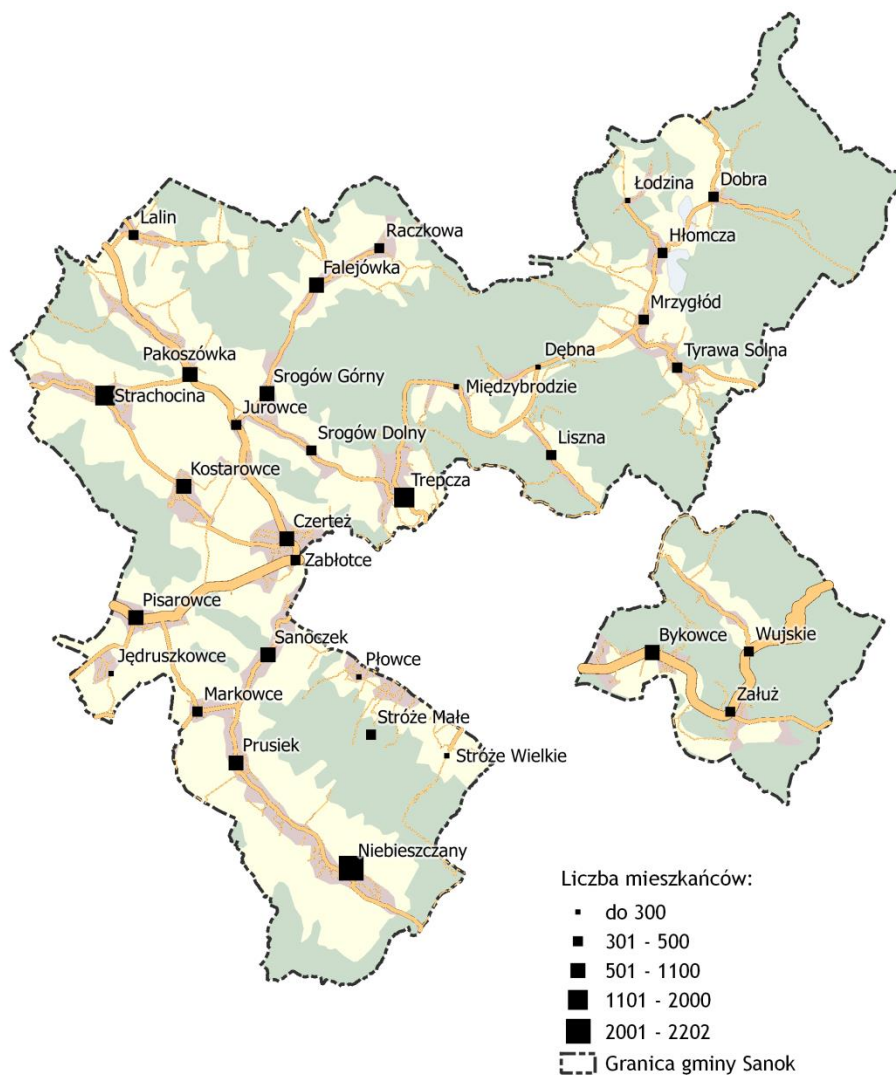 Łodzina
Dobra
Lalin
Raczkowa
Hłomcza
Falejówka
Mrzygłód
Pakoszówka
Dębna
Tyrawa Solna
Srogów Górny
Międzybrodzie
Strachocina
Jurowce
Srogów Dolny
Liszna
Kostarowce
Trepcza
Czerteż
Zabłotce
Pisarowce
Sanoczek
Bykowce
Wujskie
Jędruszkowce
Płowce
Markowce
Załuż
Stróże Małe
Prusiek
Stróże Wielkie
Niebieszczany
Liczba mieszkańców:
do 300
301 - 500
501 - 1100
1101 - 2000
2001 - 2202
Granica gminy Sanok